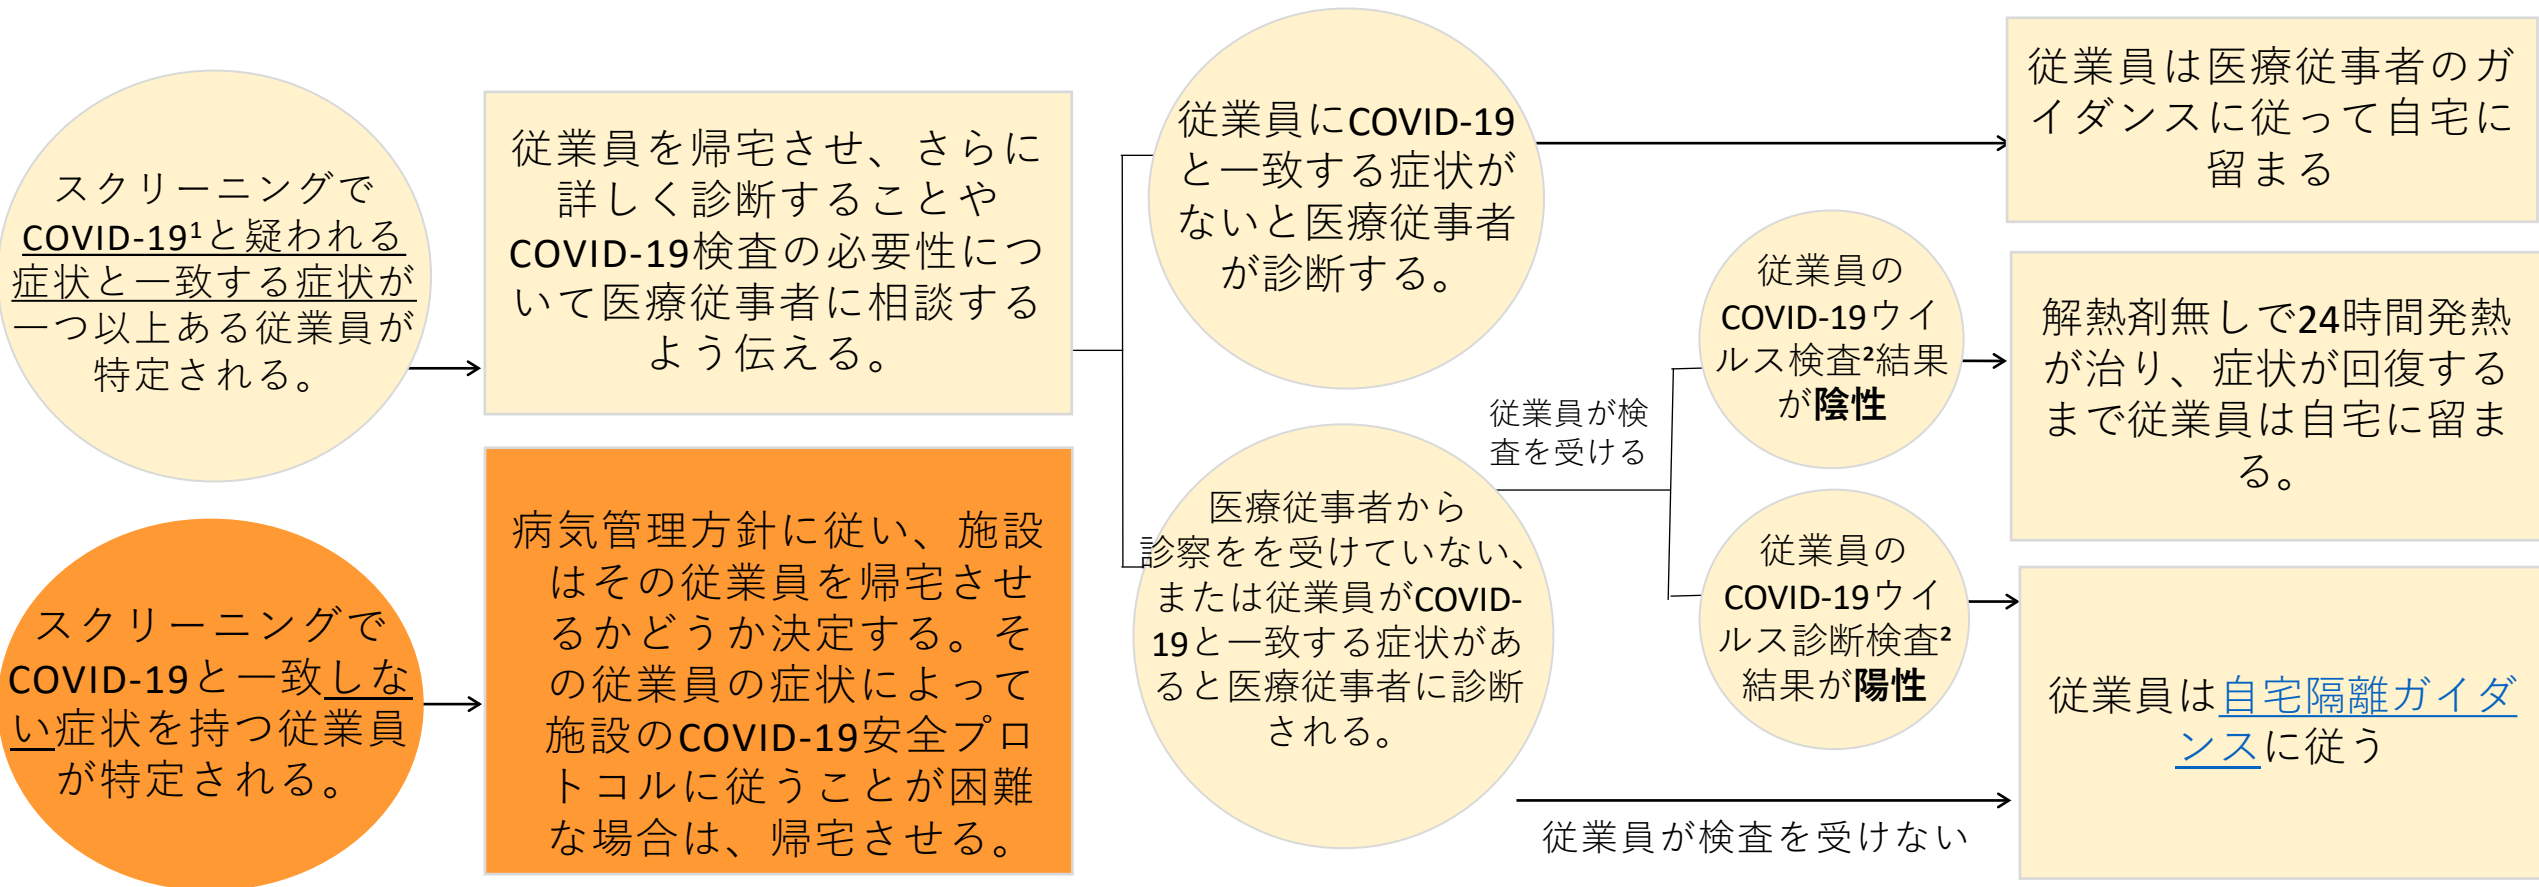 スクリーニングで
COVID-19¹と疑われる
症状と一致する症状が
一つ以上ある従業員が
特定される。
従業員を帰宅させ、さらに
詳しく診断することや
COVID-19検査の必要性につ
いて医療従事者に相談する
よう伝える。
従業員にCOVID-19
と一致する症状が
ないと医療従事者
が診断する。
従業員は医療従事者のガ
イダンスに従って自宅に
留まる
従業員の
COVID-19ウイ
ルス検査²結果
が陰性
解熱剤無しで24時間発熱
が治り、症状が回復する
まで従業員は自宅に留ま
る。
従業員が検
査を受ける
医療従事者から
診察をを受けていない、
または従業員がCOVID-
19と一致する症状があ
ると医療従事者に診断
される。
従業員の
COVID-19ウイ
ルス診断検査²
結果が陽性
従業員は自宅隔離ガイダ
ンスに従う
従業員が検査を受けない
スクリーニングで
COVID-19と一致しな
い症状を持つ従業員
が特定される。
病気管理方針に従い、施設
はその従業員を帰宅させ
るかどうか決定する。そ
の従業員の症状によって
施設のCOVID-19安全プロ
トコルに従うことが困難
な場合は、帰宅させる。